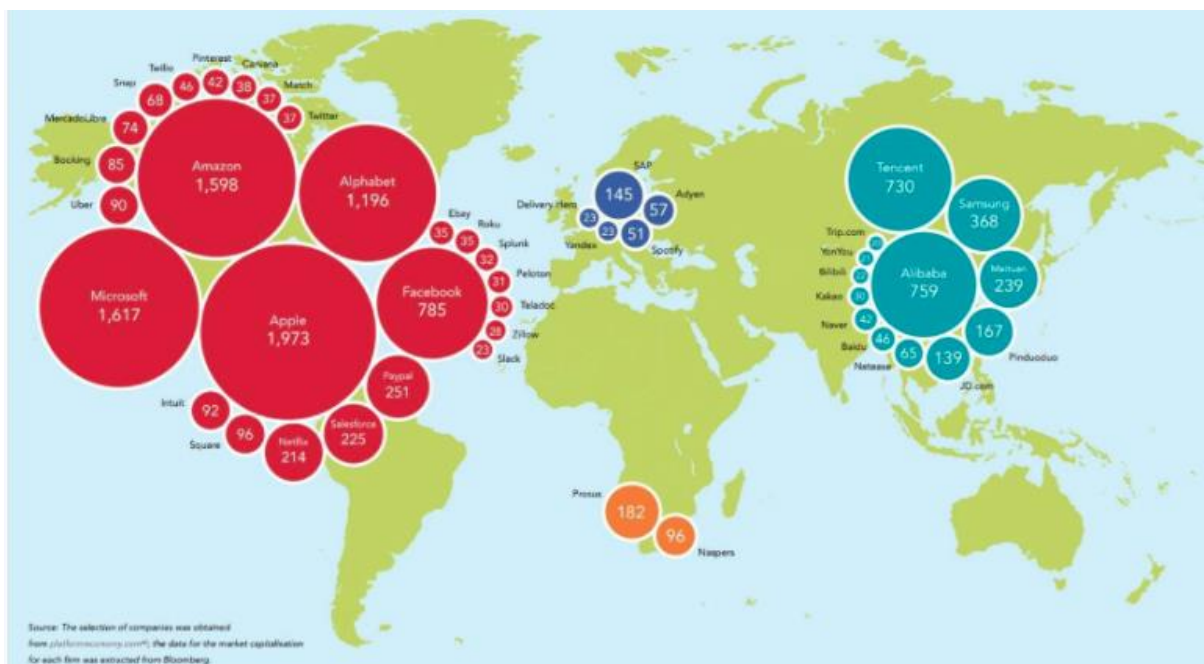 Pinterest
Twilio
Carvana
Snap
46
42
38
Match
68
37
MercadoLibre
37
Twitter
74
Amazon
1,598
Booking
85
Alphabet
1,196
Uber
90
Ebay
35
Roku
35
Splunk
32
Microsoft
1,617
Facebook
785
31
Peloton
Apple
1,973
30
Teladoc
28
Zillow
23
Slack
Paypal
251
Intuit
92
Salesforce
225
Square
96
Netflix
214
SAP
145
Adyen
57
Delivery Hero
23
Yandex
23
51
Spotify
Prosus
182
96
Naspers
Tencent
730
Samsung
368
Trip.com
YonYou
Bilibili
Alibaba
759
Meituan
239
Kakao
30
Naver
42
167
Baidu
46
Pinduoduo
Netease
65
139
JD.com
Source: The selection of companies was obtained
from platformeconomy.com; the data for the market capitalisation
for each firm was extracted from Bloomberg.